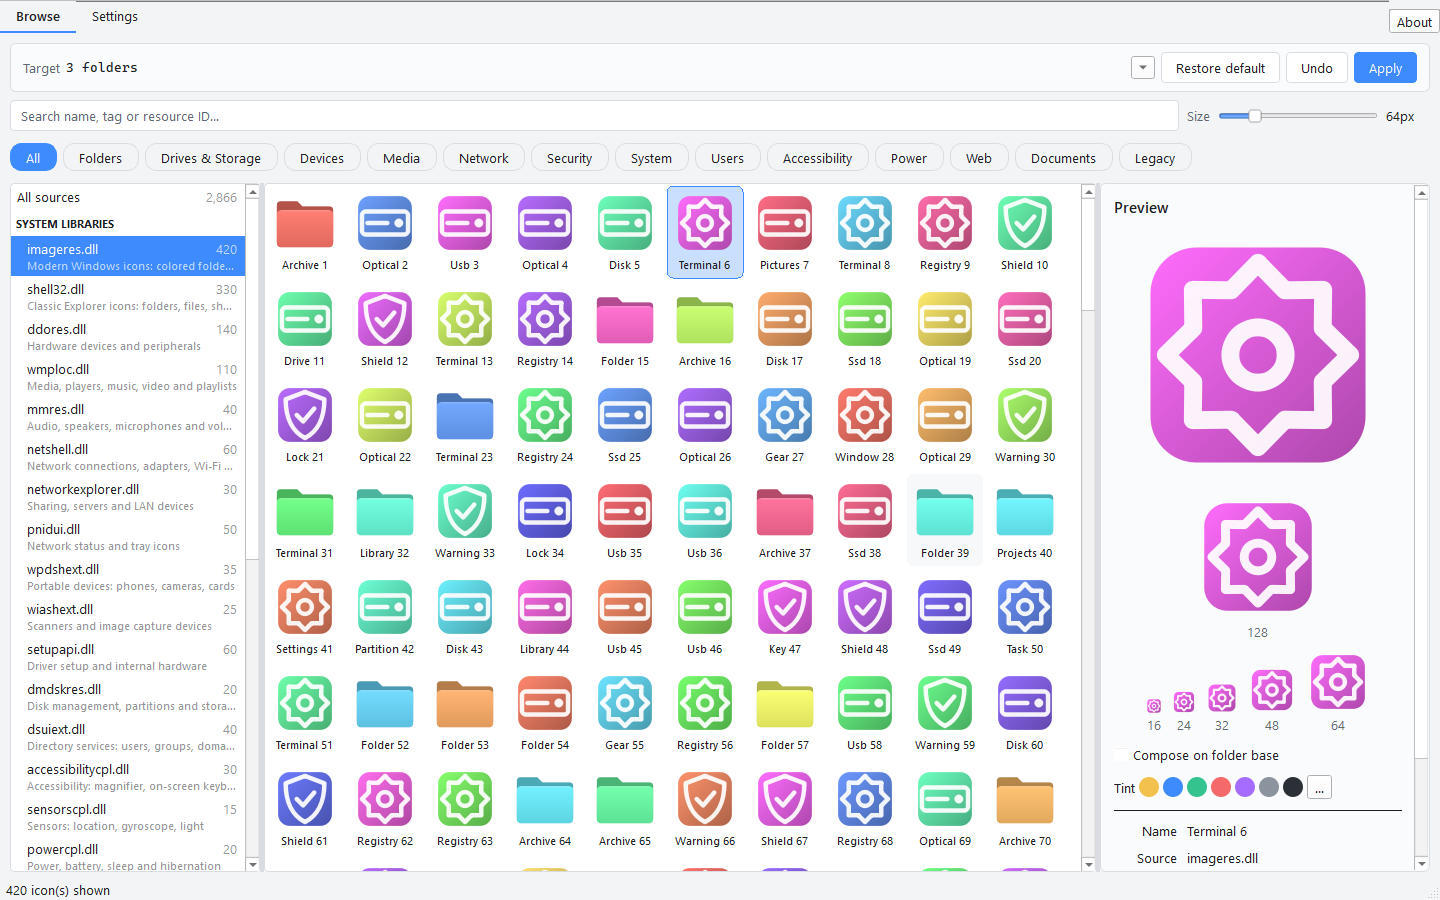 Browse
Settings
About
Target 3 folders
Restore default
Undo
Apply
Search name, tag or resource ID...
Size
64px
All
Folders
Drives & Storage
Devices
Media
Network
Security
System
Users
Accessibility
Power
Web
Documents
Legacy
All sources 2,866
SYSTEM LIBRARIES
imageres.dll 420
Modern Windows icons: colored folde...
shell32.dll 330
Classic Explorer icons: folders, files, sh...
ddores.dll 140
Hardware devices and peripherals
wmploc.dll 110
Media, players, music, video and playlists
mmres.dll 40
Audio, speakers, microphones and vol...
netshell.dll 60
Network connections, adapters, Wi-Fi ...
networkexplorer.dll 30
Sharing, servers and LAN devices
pnidui.dll 50
Network status and tray icons
wpdshext.dll 35
Portable devices: phones, cameras, cards
wiashext.dll 25
Scanners and image capture devices
setupapi.dll 60
Driver setup and internal hardware
dmdskres.dll 20
Disk management, partitions and stora...
dsuiext.dll 40
Directory services: users, groups, doma...
accessibilitycpl.dll 30
Accessibility: magnifier, on-screen keyb...
sensorscpl.dll 15
Sensors: location, gyroscope, light
powercpl.dll 20
Power, battery, sleep and hibernation
Archive 1
Optical 2
Usb 3
Optical 4
Disk 5
Terminal 6
Pictures 7
Terminal 8
Registry 9
Shield 10
Drive 11
Shield 12
Terminal 13
Registry 14
Folder 15
Archive 16
Disk 17
Ssd 18
Optical 19
Ssd 20
Lock 21
Optical 22
Terminal 23
Registry 24
Ssd 25
Optical 26
Gear 27
Window 28
Optical 29
Warning 30
Terminal 31
Library 32
Warning 33
Lock 34
Usb 35
Usb 36
Archive 37
Ssd 38
Folder 39
Projects 40
Settings 41
Partition 42
Disk 43
Library 44
Usb 45
Usb 46
Key 47
Shield 48
Ssd 49
Task 50
Terminal 51
Folder 52
Folder 53
Folder 54
Gear 55
Registry 56
Folder 57
Usb 58
Warning 59
Disk 60
Shield 61
Registry 62
Registry 63
Archive 64
Archive 65
Warning 66
Shield 67
Registry 68
Optical 69
Archive 70
Preview
128
16
24
32
48
64
Compose on folder base
Tint
...
Name Terminal 6
Source imageres.dll
420 icon(s) shown